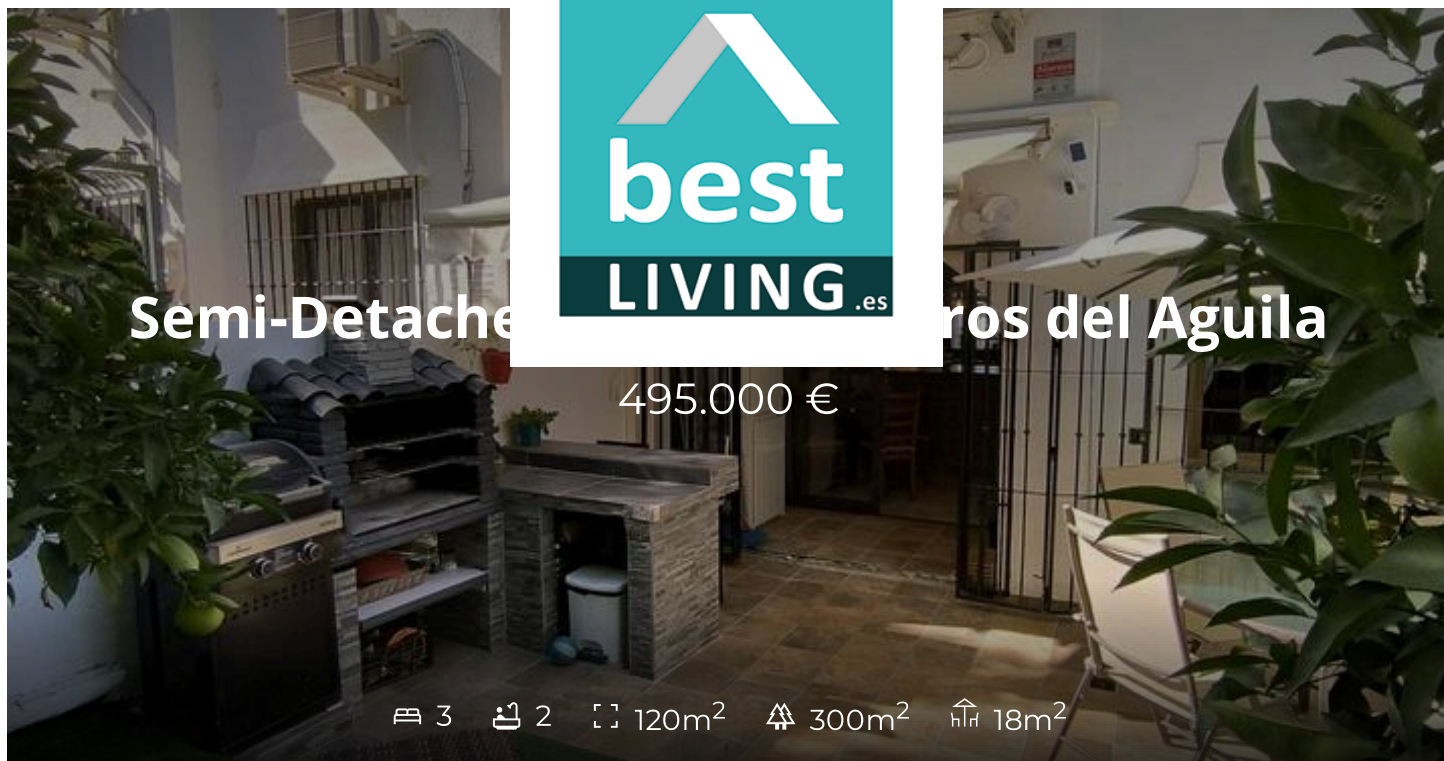 best
LIVING.es
Semi-Detache ros del Aguila
495.000 €
3 2 120m² 300m² 18m²